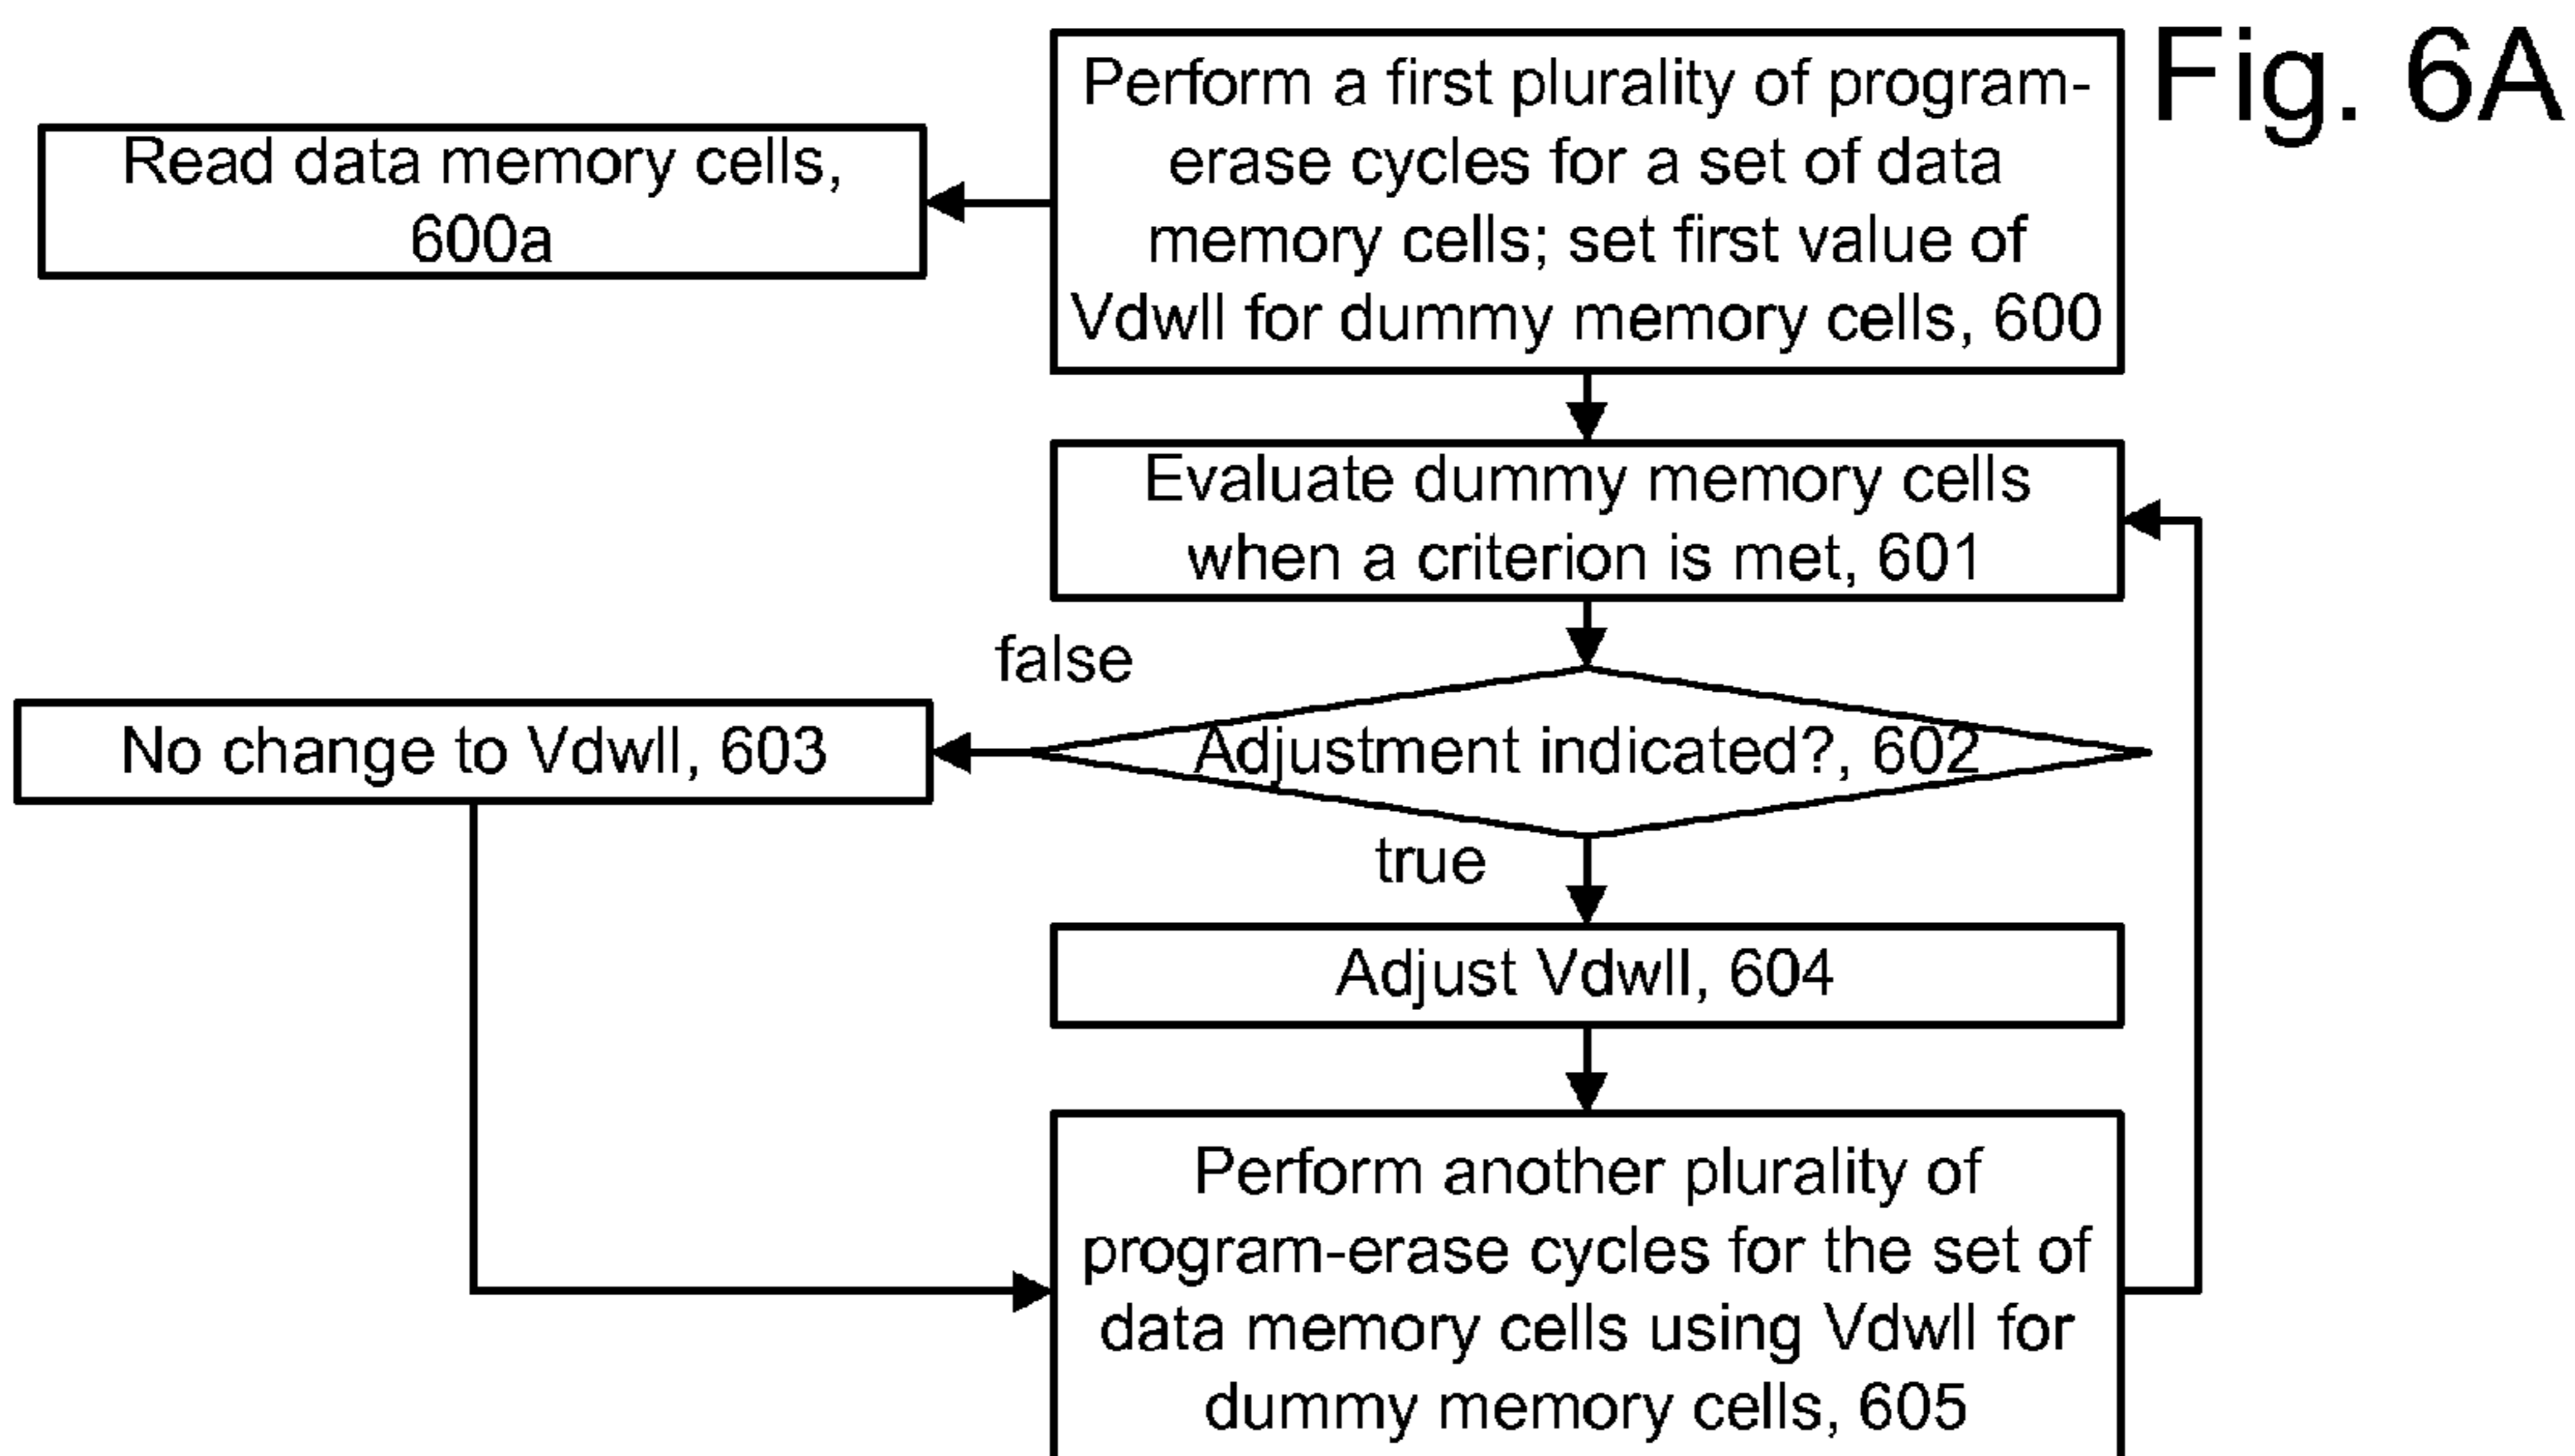 Fig. 6A
Perform a first plurality of program-
erase cycles for a set of data
memory cells; set first value of
Vdwll for dummy memory cells, 600
Read data memory cells,
600a
Evaluate dummy memory cells
when a criterion is met, 601
false
Adjustment indicated?, 602
No change to Vdwll, 603
true
Adjust Vdwll, 604
Perform another plurality of
program-erase cycles for the set of
data memory cells using Vdwll for
dummy memory cells, 605